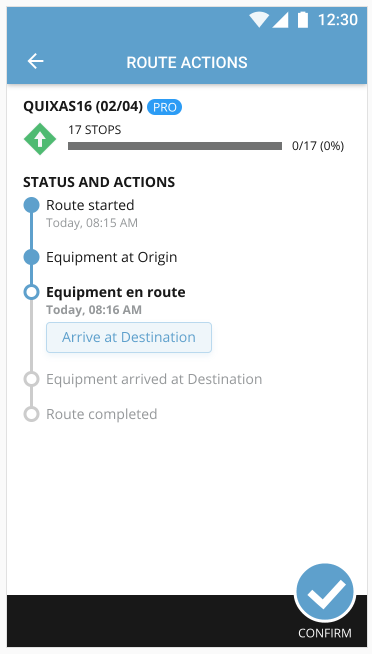 12:30
ROUTE ACTIONS
QUIXAS16 (02/04) PRO
17 STOPS
0/17 (0%)
STATUS AND ACTIONS
Route started
Today, 08:15 AM
Equipment at Origin
Equipment en route
Today, 08:16 AM
Arrive at Destination
Equipment arrived at Destination
Route completed
CONFIRM